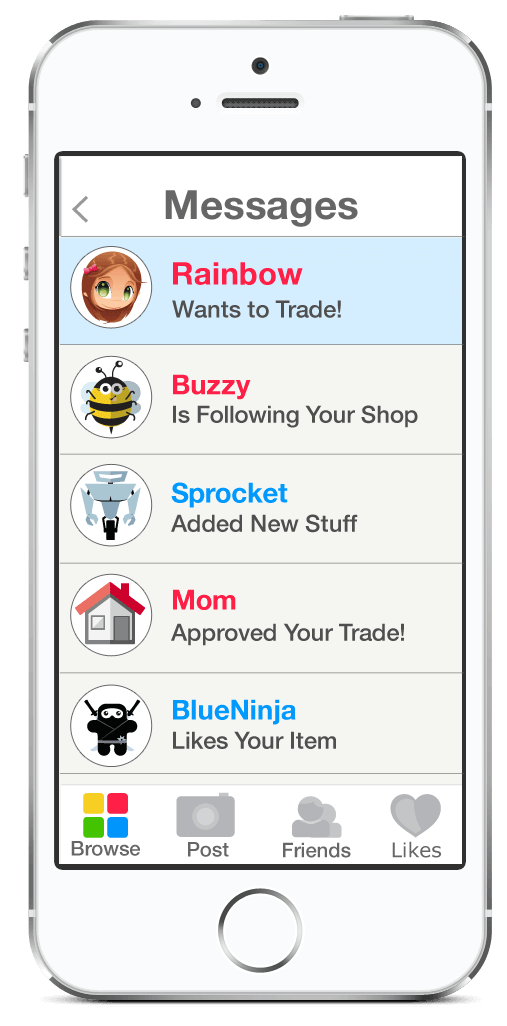 Messages
Rainbow
Wants to Trade!
Buzzy
Is Following Your Shop
Sprocket
Added New Stuff
Mom
Approved Your Trade!
BlueNinja
Likes Your Item
Browse Post Friends Likes